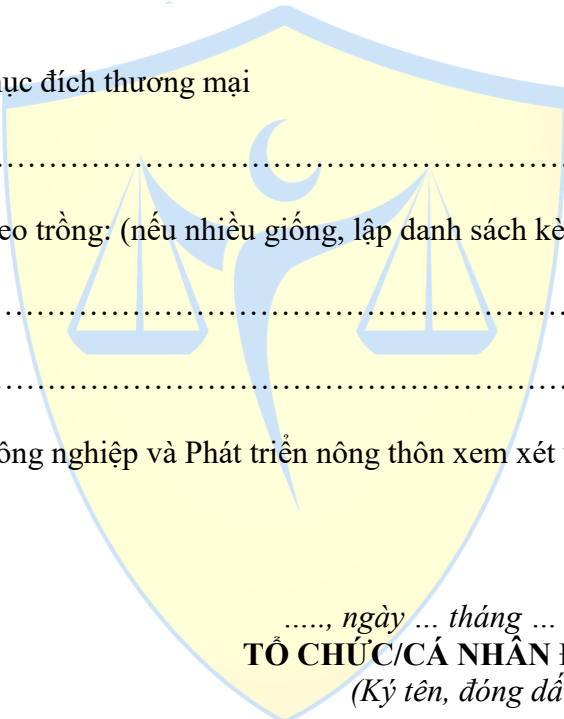 ục đích thương mại
……………………………………………………
eo trồng: (nếu nhiều giống, lập danh sách kè
……………………………………………………
……………………………………………………
ông nghiệp và Phát triển nông thôn xem xét
....., ngày ... tháng ...
TỔ CHỨC/CÁ NHÂN
(Ký tên, đóng dấ